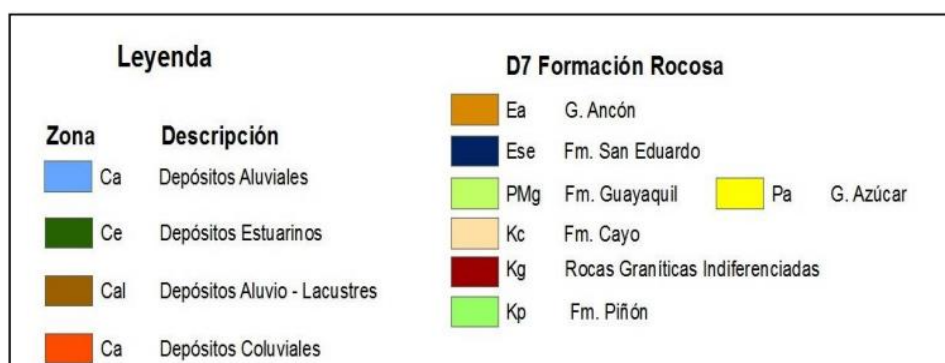 Leyenda
Zona Descripción
Ca Depósitos Aluviales
Ce Depósitos Estuarinos
Cal Depósitos Aluvio - Lacustres
Ca Depósitos Coluviales
D7 Formación Rocosa
Ea G. Ancón
Ese Fm. San Eduardo
PMg Fm. Guayaquil Pa G. Azúcar
Kc Fm. Cayo
Kg Rocas Graníticas Indiferenciadas
Kp Fm. Piñón